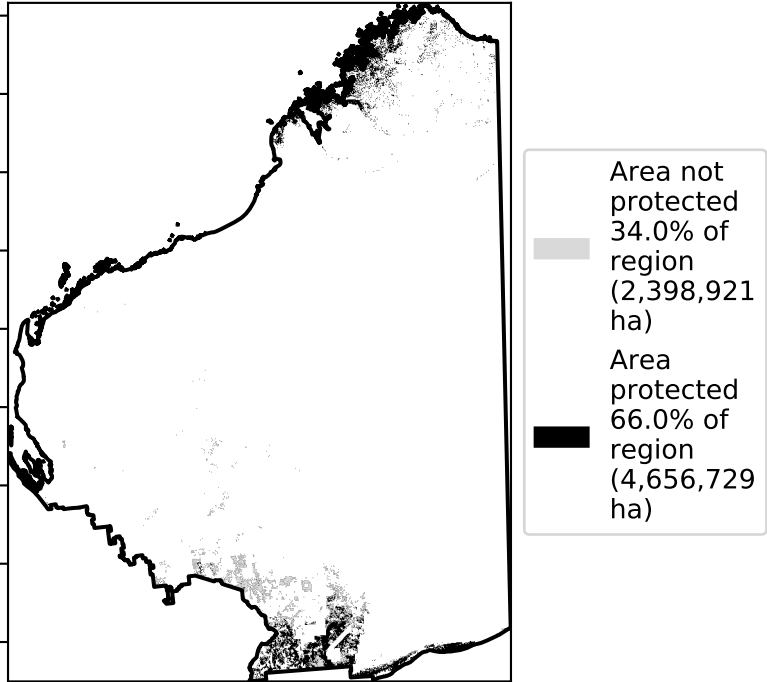 Area not
protected
34.0% of
region
(2,398,921
ha)
Area
protected
66.0% of
region
(4,656,729
ha)